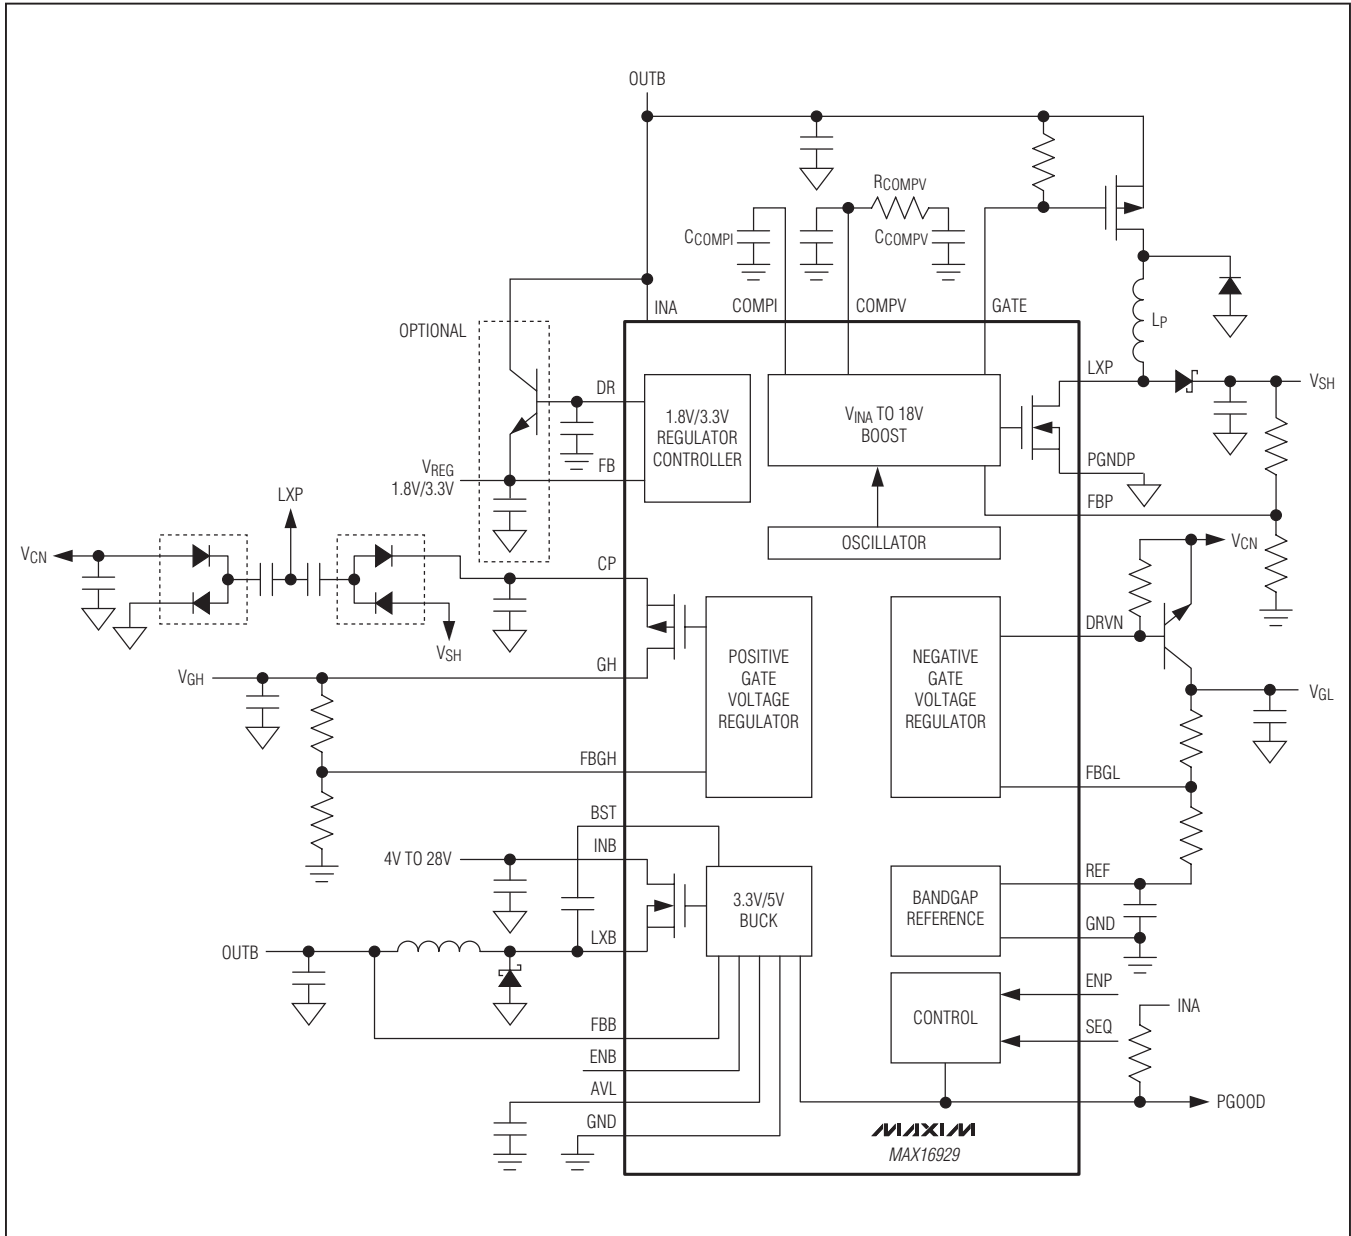 OUTB
RCOMPV
CCOMPI
CCOMPV
INA
COMPI
COMPV
GATE
LP
OPTIONAL
LXP
VSH
DR
1.8V/3.3V
REGULATOR
CONTROLLER
VINA TO 18V
BOOST
VREG
1.8V/3.3V
FB
PGNDP
LXP
FBP
OSCILLATOR
VCN
VCN
CP
DRVN
VSH
POSITIVE
GATE
VOLTAGE
REGULATOR
NEGATIVE
GATE
VOLTAGE
REGULATOR
GH
VGH
VGL
FBGH
FBGL
BST
INB
4V TO 28V
3.3V/5V
BUCK
REF
BANDGAP
REFERENCE
GND
LXB
OUTB
ENP
INA
CONTROL
SEQ
FBB
ENB
AVL
PGOOD
GND
MAXIM
MAX16929